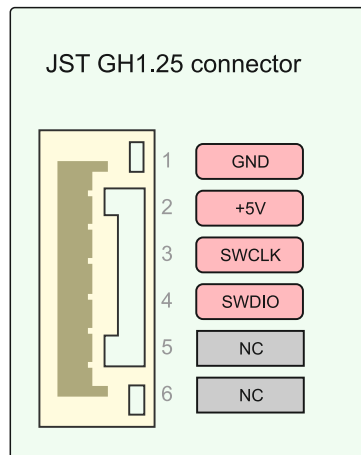 JST GH1.25 connector
1 GND
2 +5V
3 SWCLK
4 SWDIO
5 NC
6 NC